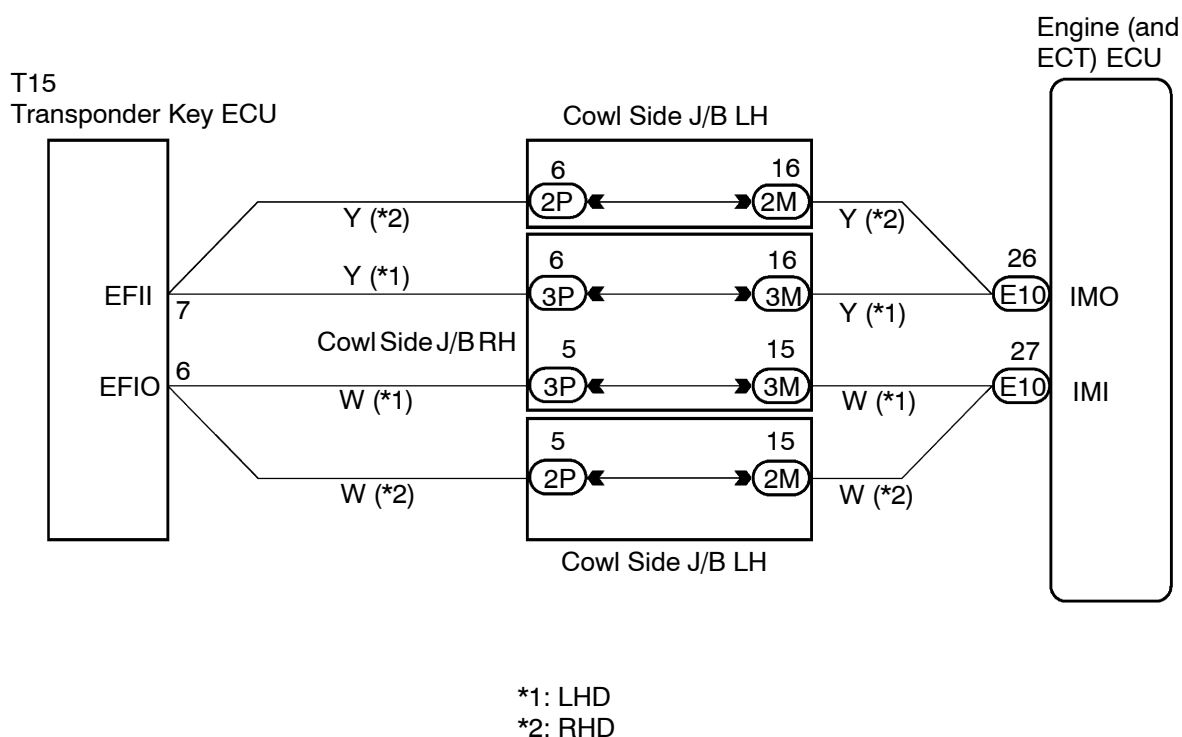 Engine (and
ECT) ECU
T15
Transponder Key ECU
Cowl Side J/B LH
6
16
2P
2M
Y (*2)
Y (*2)
Y (*1)
6
16
26
EFII
7
3P
3M
E10
IMO
Y (*1)
Cowl Side J/B RH
5
15
27
EFIO
6
3P
3M
E10
IMI
W (*1)
W (*1)
5
15
2P
2M
W (*2)
W (*2)
Cowl Side J/B LH
*1: LHD
*2: RHD